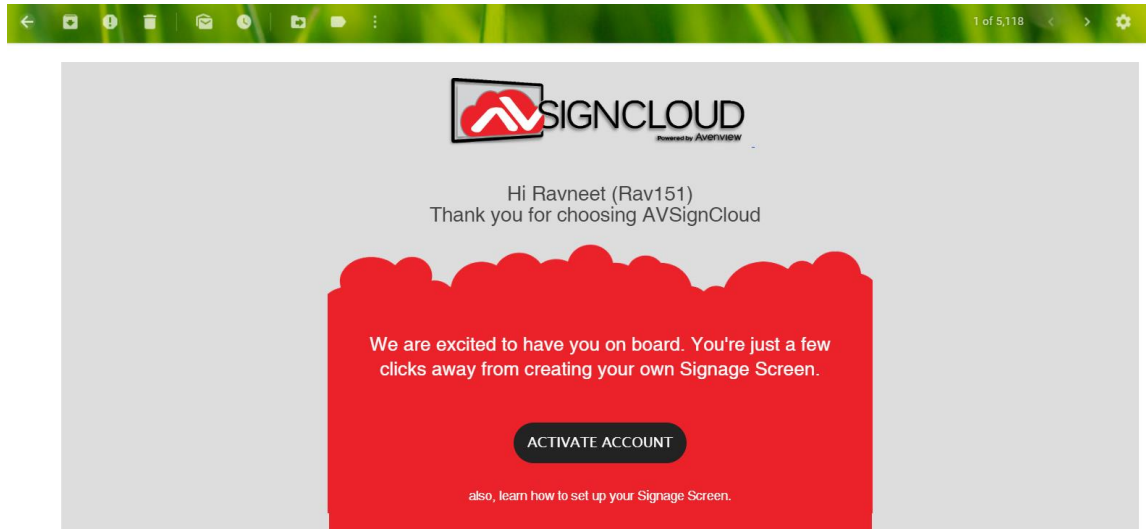 1 of 5,118
AVSIGNCLOUD
Powered by Avenview
Hi Ravneet (Rav151)
Thank you for choosing AVSignCloud
We are excited to have you on board. You're just a few
clicks away from creating your own Signage Screen.
ACTIVATE ACCOUNT
also, learn how to set up your Signage Screen.